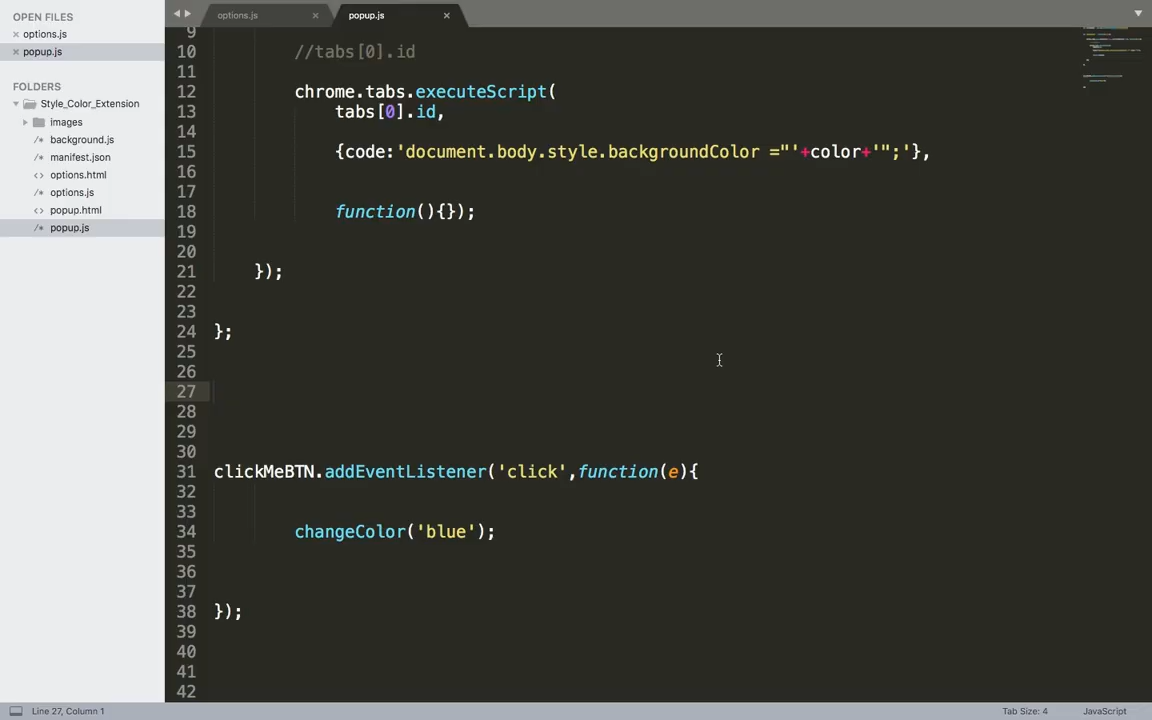 OPEN FILES
options.js
popup.js
FOLDERS
Style_Color_Extension
images
background.js
manifest.json
options.html
options.js
popup.html
popup.js
options.js
popup.js
9
10 //tabs[0].id
11
12 chrome.tabs.executeScript(
13 tabs[0].id,
14
15 {code:'document.body.style.backgroundColor ="'+color+'";'},
16
17
18 function(){});
19
20
21 });
22
23
24 };
25
26
27
28
29
30
31 clickMeBTN.addEventListener('click',function(e){
32
33
34 changeColor('blue');
35
36
37
38 });
39
40
41
42
Line 27, Column 1
Tab Size: 4
JavaScript